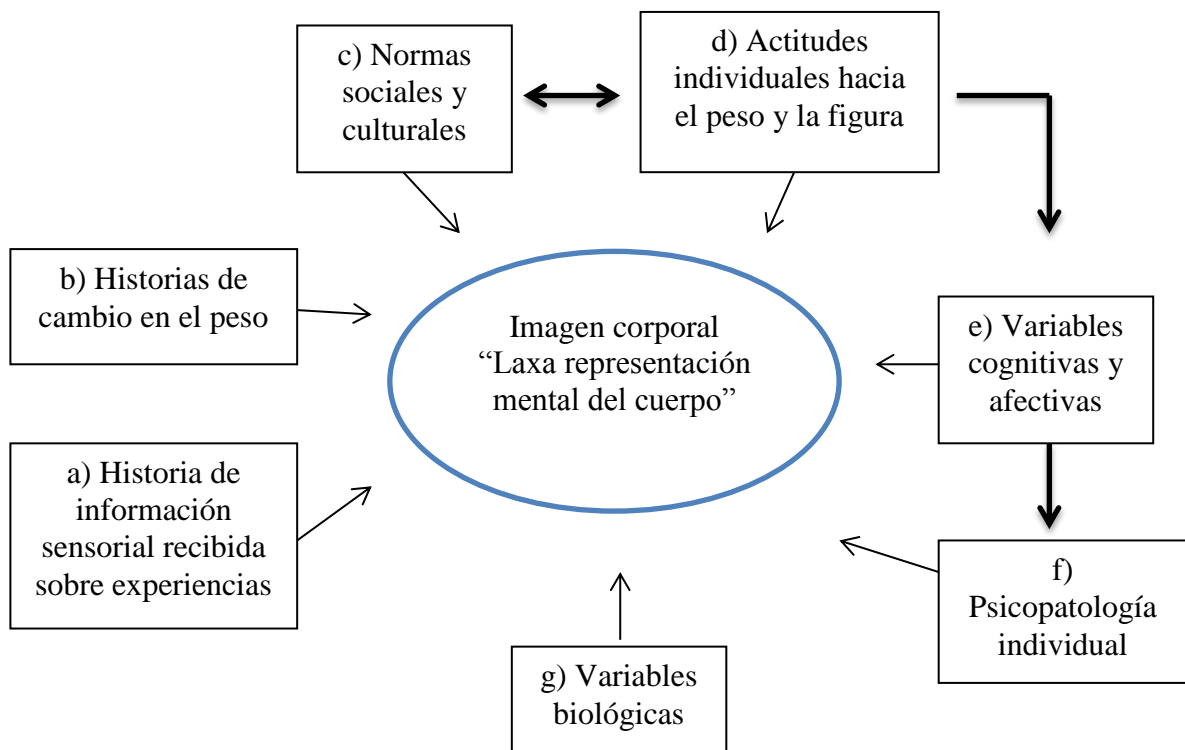 c) Normas
sociales y
culturales
d) Actitudes
individuales hacia
el peso y la figura
b) Historias de
cambio en el peso
Imagen corporal
“Laxa representación
mental del cuerpo”
e) Variables
cognitivas y
afectivas
a) Historia de
información
sensorial recibida
sobre experiencias
f)
Psicopatología
individual
g) Variables
biológicas